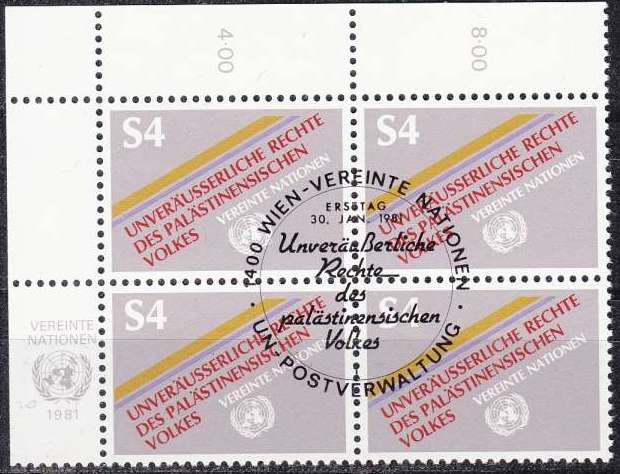 4·00
8·00
S4
UNVERÄUSSERLICHE RECHTE
DES PALÄSTINENSISCHEN
VOLKES
VEREINTE NATIONEN
S4
UNVERÄUSSERLICHE RECHTE
DES PALÄSTINENSISCHEN
VOLKES
VEREINTE NATIONEN
1400 WIEN-VEREINTE NATIONEN
ERSTTAG
30. JAN. 1981
Unveräußerliche
Rechte
des
palästinensischen
Volkes
UN-POSTVERWALTUNG
S4
UNVERÄUSSERLICHE RECHTE
DES PALÄSTINENSISCHEN
VOLKES
VEREINTE NATIONEN
S4
UNVERÄUSSERLICHE RECHTE
DES PALÄSTINENSISCHEN
VOLKES
VEREINTE NATIONEN
VEREINTE
NATIONEN
1981